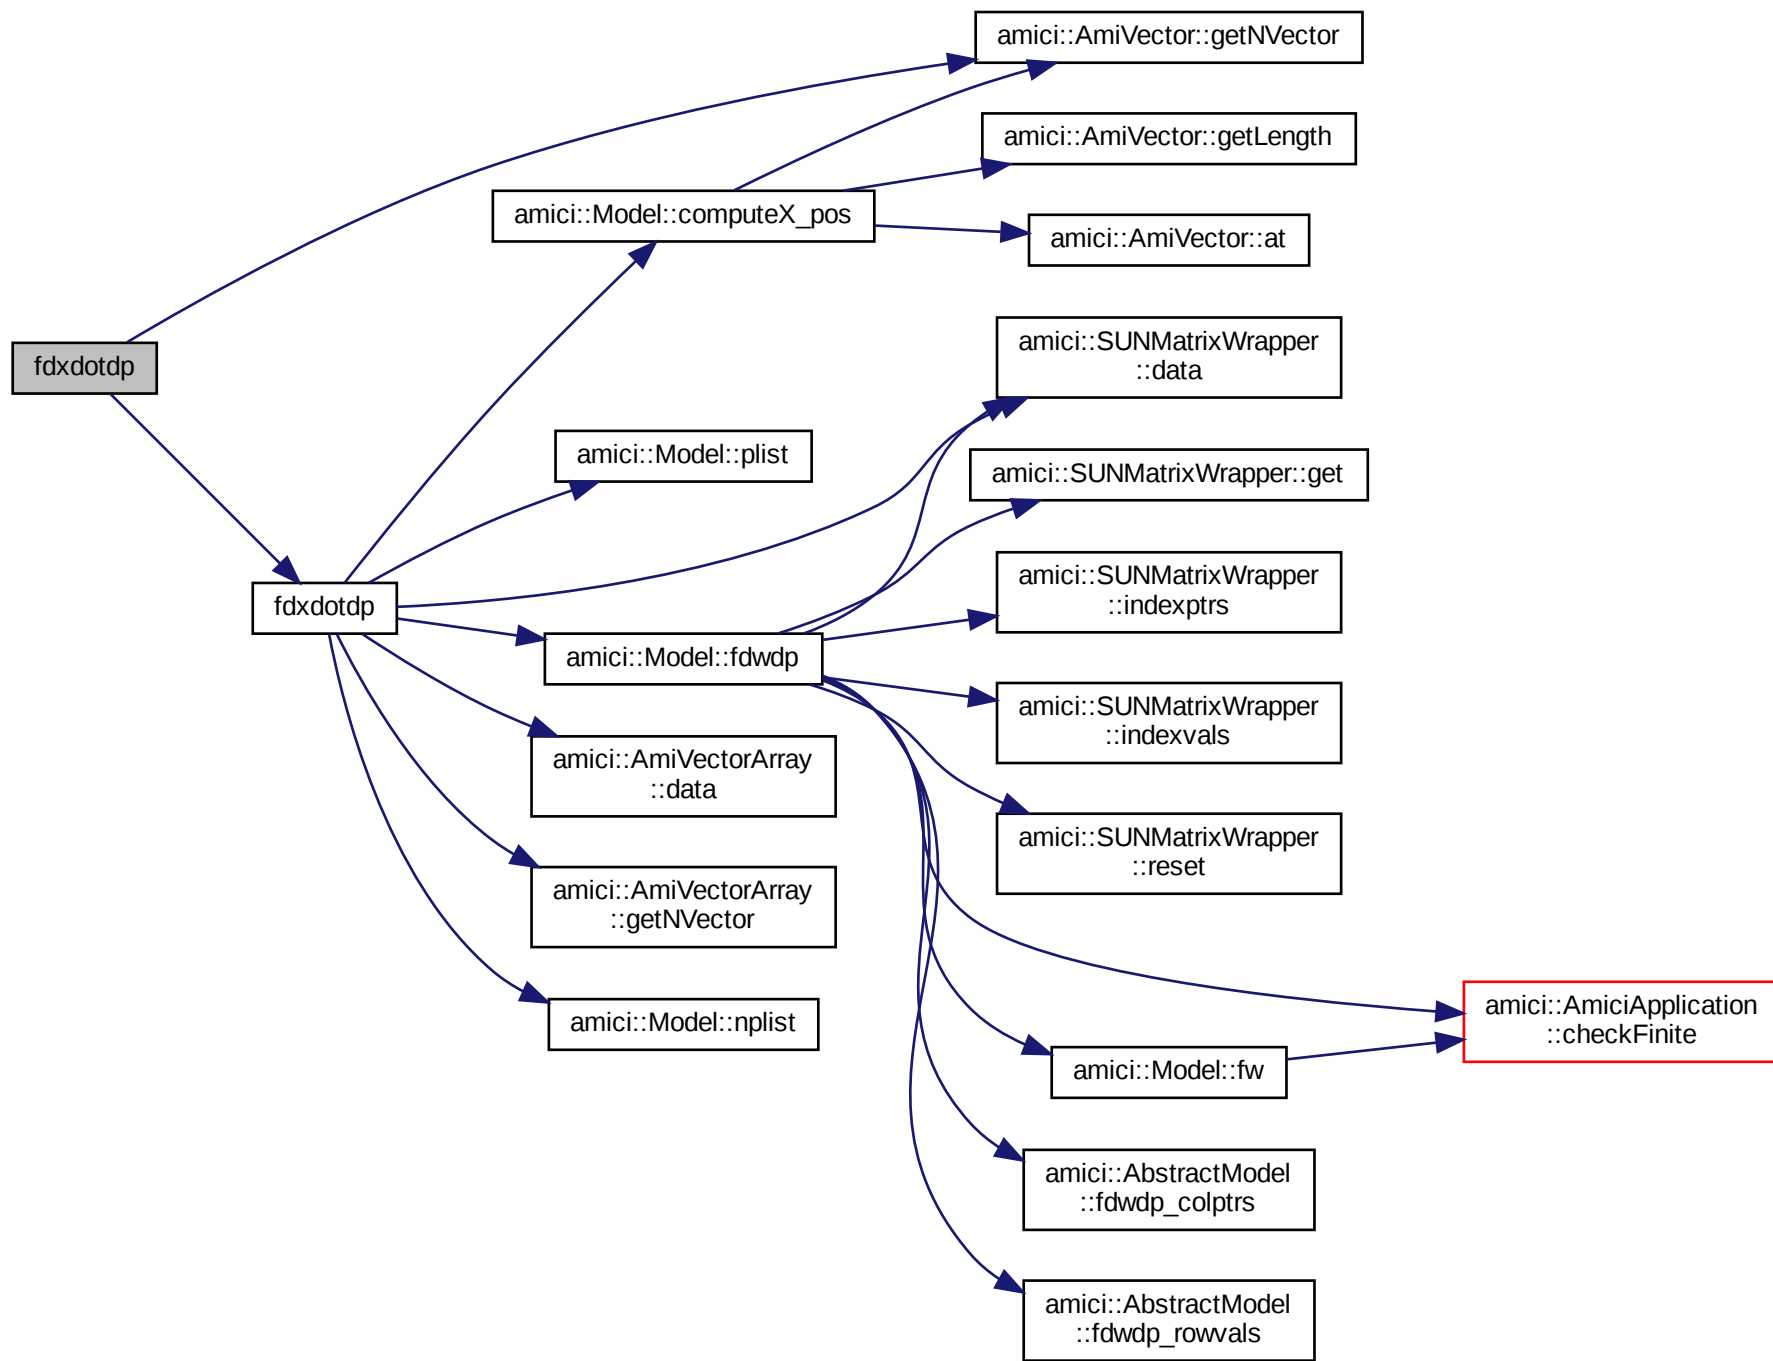 amici::AmiVector::getNVector
amici::AmiVector::getLength
amici::Model::computeX_pos
amici::AmiVector::at
fdxdotdp
amici::SUNMatrixWrapper
::data
amici::Model::plist
amici::SUNMatrixWrapper::get
amici::SUNMatrixWrapper
::indexptrs
fdxdotdp
amici::Model::fdwdp
amici::SUNMatrixWrapper
::indexvals
amici::AmiVectorArray
::data
amici::SUNMatrixWrapper
::reset
amici::AmiVectorArray
::getNVector
amici::Model::nplist
amici::AmiciApplication
::checkFinite
amici::Model::fw
amici::AbstractModel
::fdwdp_colptrs
amici::AbstractModel
::fdwdp_rowvals